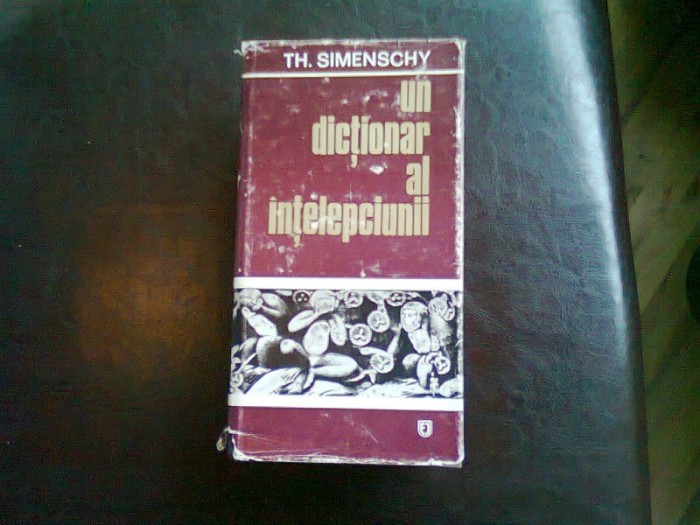 TH. SIMENSCHY
un
dicționar
al
înțelepciunii